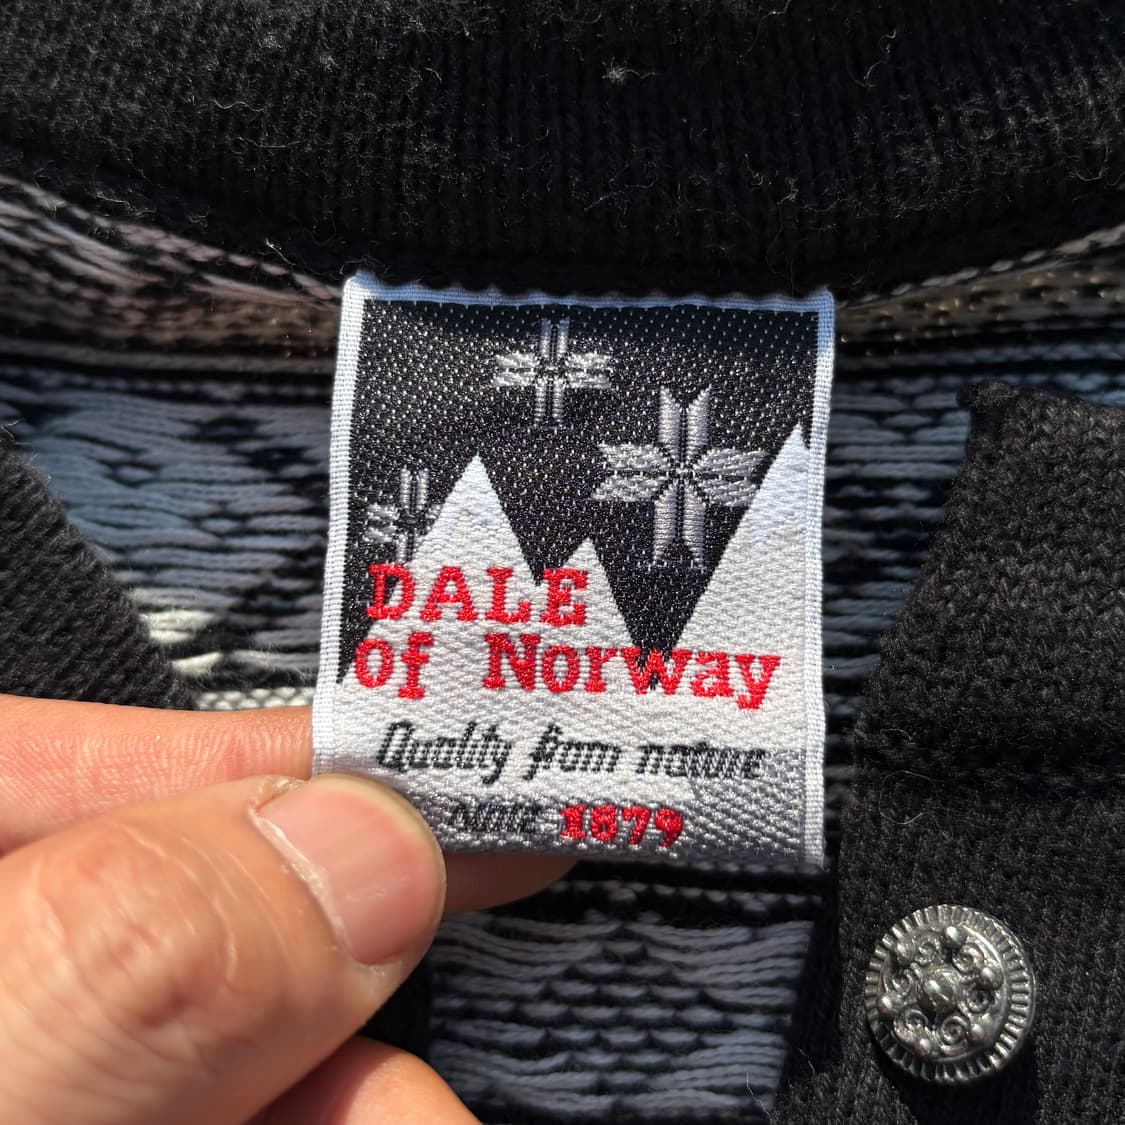 DALE
of Norway
Quality from nature
SINCE 1879